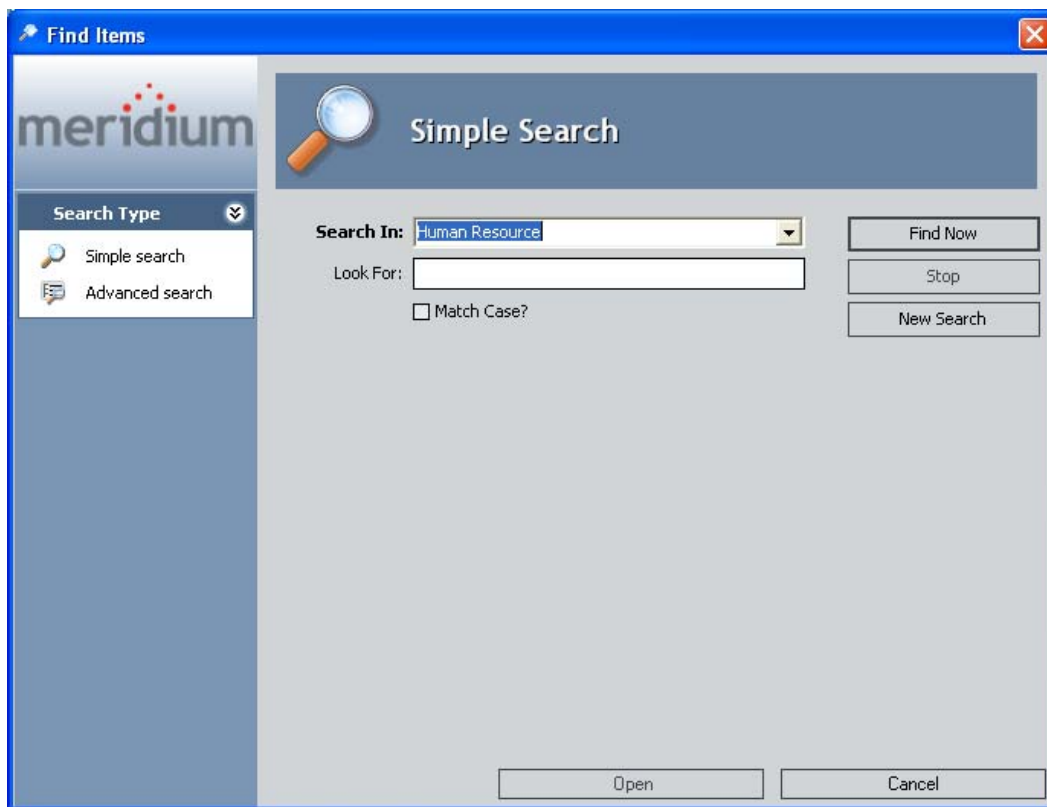 Find Items
meridium
Simple Search
Search Type
Simple search
Advanced search
Search In: Human Resource
Look For:
Match Case?
Find Now
Stop
New Search
Open
Cancel